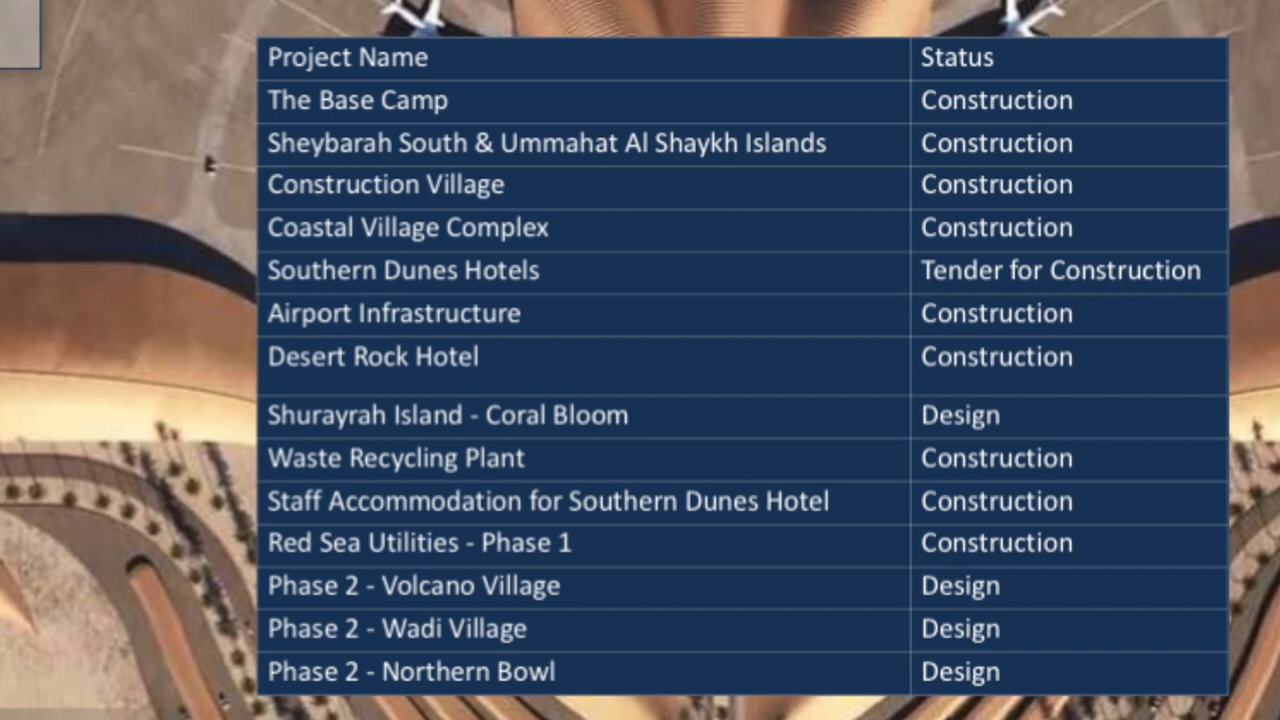 Project Name Status
The Base Camp Construction
Sheybarah South & Ummahat Al Shaykh Islands Construction
Construction Village Construction
Coastal Village Complex Construction
Southern Dunes Hotels Tender for Construction
Airport Infrastructure Construction
Desert Rock Hotel Construction
Shurayrah Island - Coral Bloom Design
Waste Recycling Plant Construction
Staff Accommodation for Southern Dunes Hotel Construction
Red Sea Utilities - Phase 1 Construction
Phase 2 - Volcano Village Design
Phase 2 - Wadi Village Design
Phase 2 - Northern Bowl Design